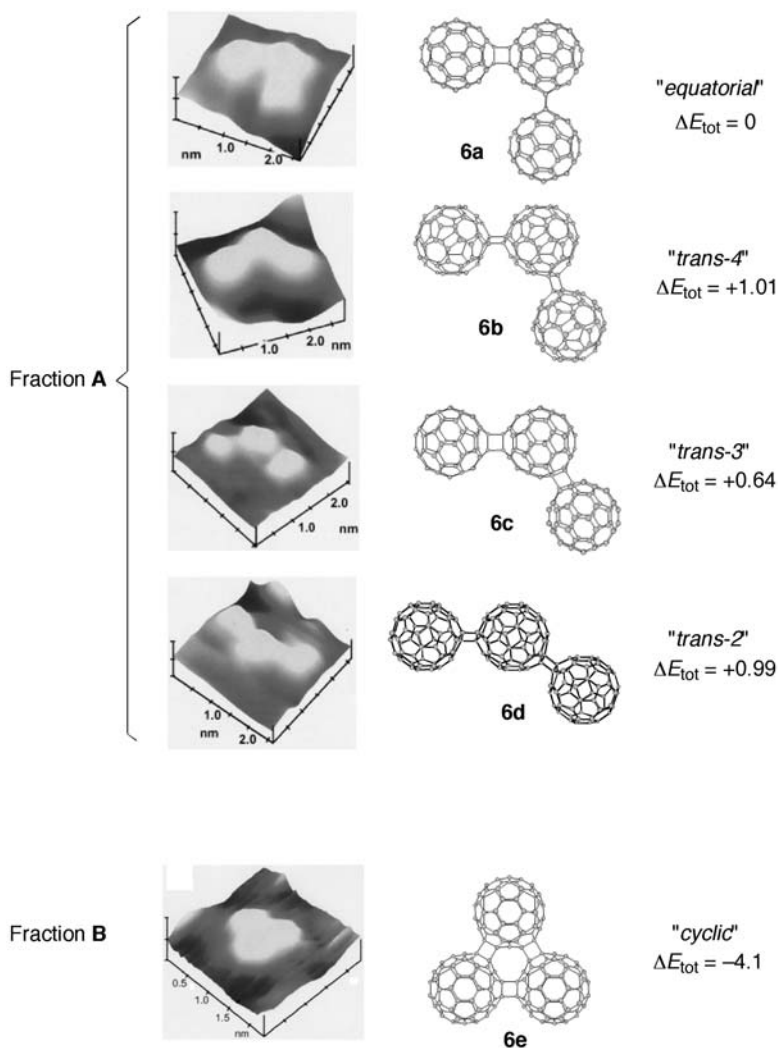 1.0
nm
2.0
6a
"equatorial"
ΔEtot = 0
1.0
2.0
nm
6b
"trans-4"
ΔEtot = +1.01
Fraction A
2.0
1.0
nm
6c
"trans-3"
ΔEtot = +0.64
1.0
nm
2.0
6d
"trans-2"
ΔEtot = +0.99
Fraction B
0.5
1.0
1.5
nm
6e
"cyclic"
ΔEtot = –4.1